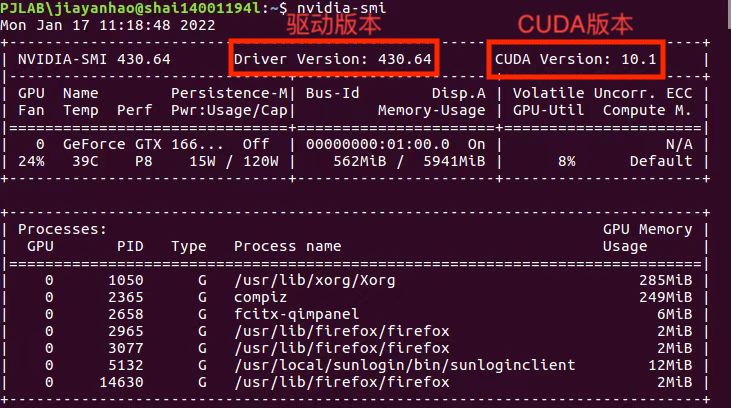 PJLAB\jiayanhao@shai14001194l:~$ nvidia-smi
驱动版本 CUDA版本
Mon Jan 17 11:18:48 2022
NVIDIA-SMI 430.64 Driver Version: 430.64 CUDA Version: 10.1
GPU Name Persistence-M| Bus-Id Disp.A | Volatile Uncorr. ECC
Fan Temp Perf Pwr:Usage/Cap| Memory-Usage | GPU-Util Compute M.
0 GeForce GTX 166... Off | 00000000:01:00.0 On | N/A
24% 39C P8 15W / 120W | 562MiB / 5941MiB | 8% Default
Processes: GPU Memory
GPU PID Type Process name Usage
0 1050 G /usr/lib/xorg/Xorg 285MiB
0 2365 G compiz 249MiB
0 2658 G fcitx-qimpanel 6MiB
0 2965 G /usr/lib/firefox/firefox 2MiB
0 3077 G /usr/lib/firefox/firefox 2MiB
0 5132 G /usr/local/sunlogin/bin/sunloginclient 12MiB
0 14630 G /usr/lib/firefox/firefox 2MiB